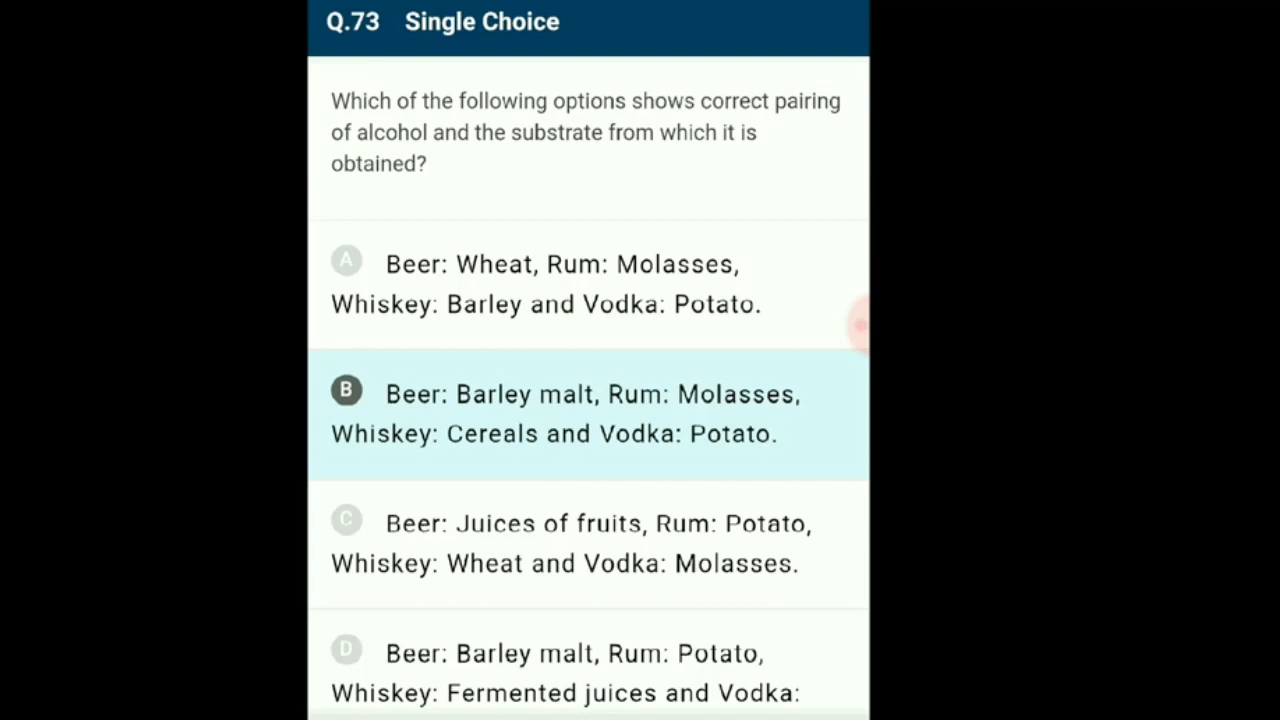 Q.73 Single Choice
Which of the following options shows correct pairing
of alcohol and the substrate from which it is
obtained?
A Beer: Wheat, Rum: Molasses,
Whiskey: Barley and Vodka: Potato.
B Beer: Barley malt, Rum: Molasses,
Whiskey: Cereals and Vodka: Potato.
C Beer: Juices of fruits, Rum: Potato,
Whiskey: Wheat and Vodka: Molasses.
D Beer: Barley malt, Rum: Potato,
Whiskey: Fermented juices and Vodka: